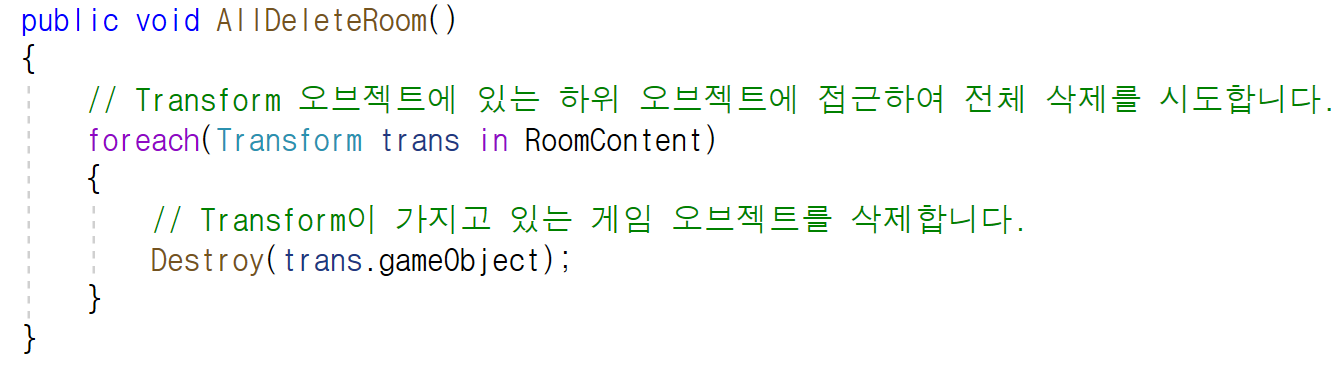 public void AllDeleteRoom()
{
// Transform 오브젝트에 있는 하위 오브젝트에 접근하여 전체 삭제를 시도합니다.
foreach(Transform trans in RoomContent)
{
// Transform이 가지고 있는 게임 오브젝트를 삭제합니다.
Destroy(trans.gameObject);
}
}